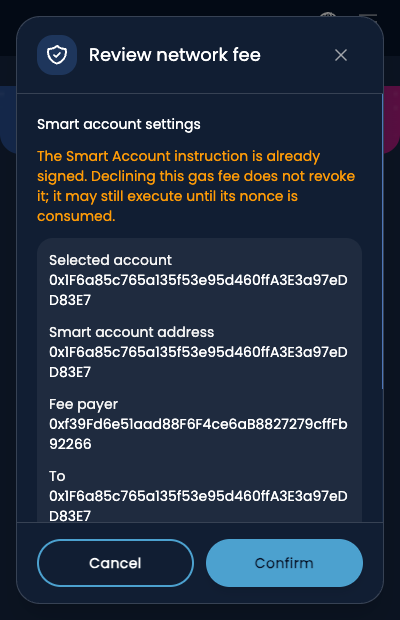 Review network fee
Smart account settings
The Smart Account instruction is already
signed. Declining this gas fee does not revoke
it; it may still execute until its nonce is
consumed.
Selected account
0x1F6a85c765a135f53e95d460ffA3E3a97eD
D83E7
Smart account address
0x1F6a85c765a135f53e95d460ffA3E3a97eD
D83E7
Fee payer
0xf39Fd6e51aad88F6F4ce6aB8827279cffFb
92266
To
0x1F6a85c765a135f53e95d460ffA3E3a97eD
D83E7
Cancel
Confirm